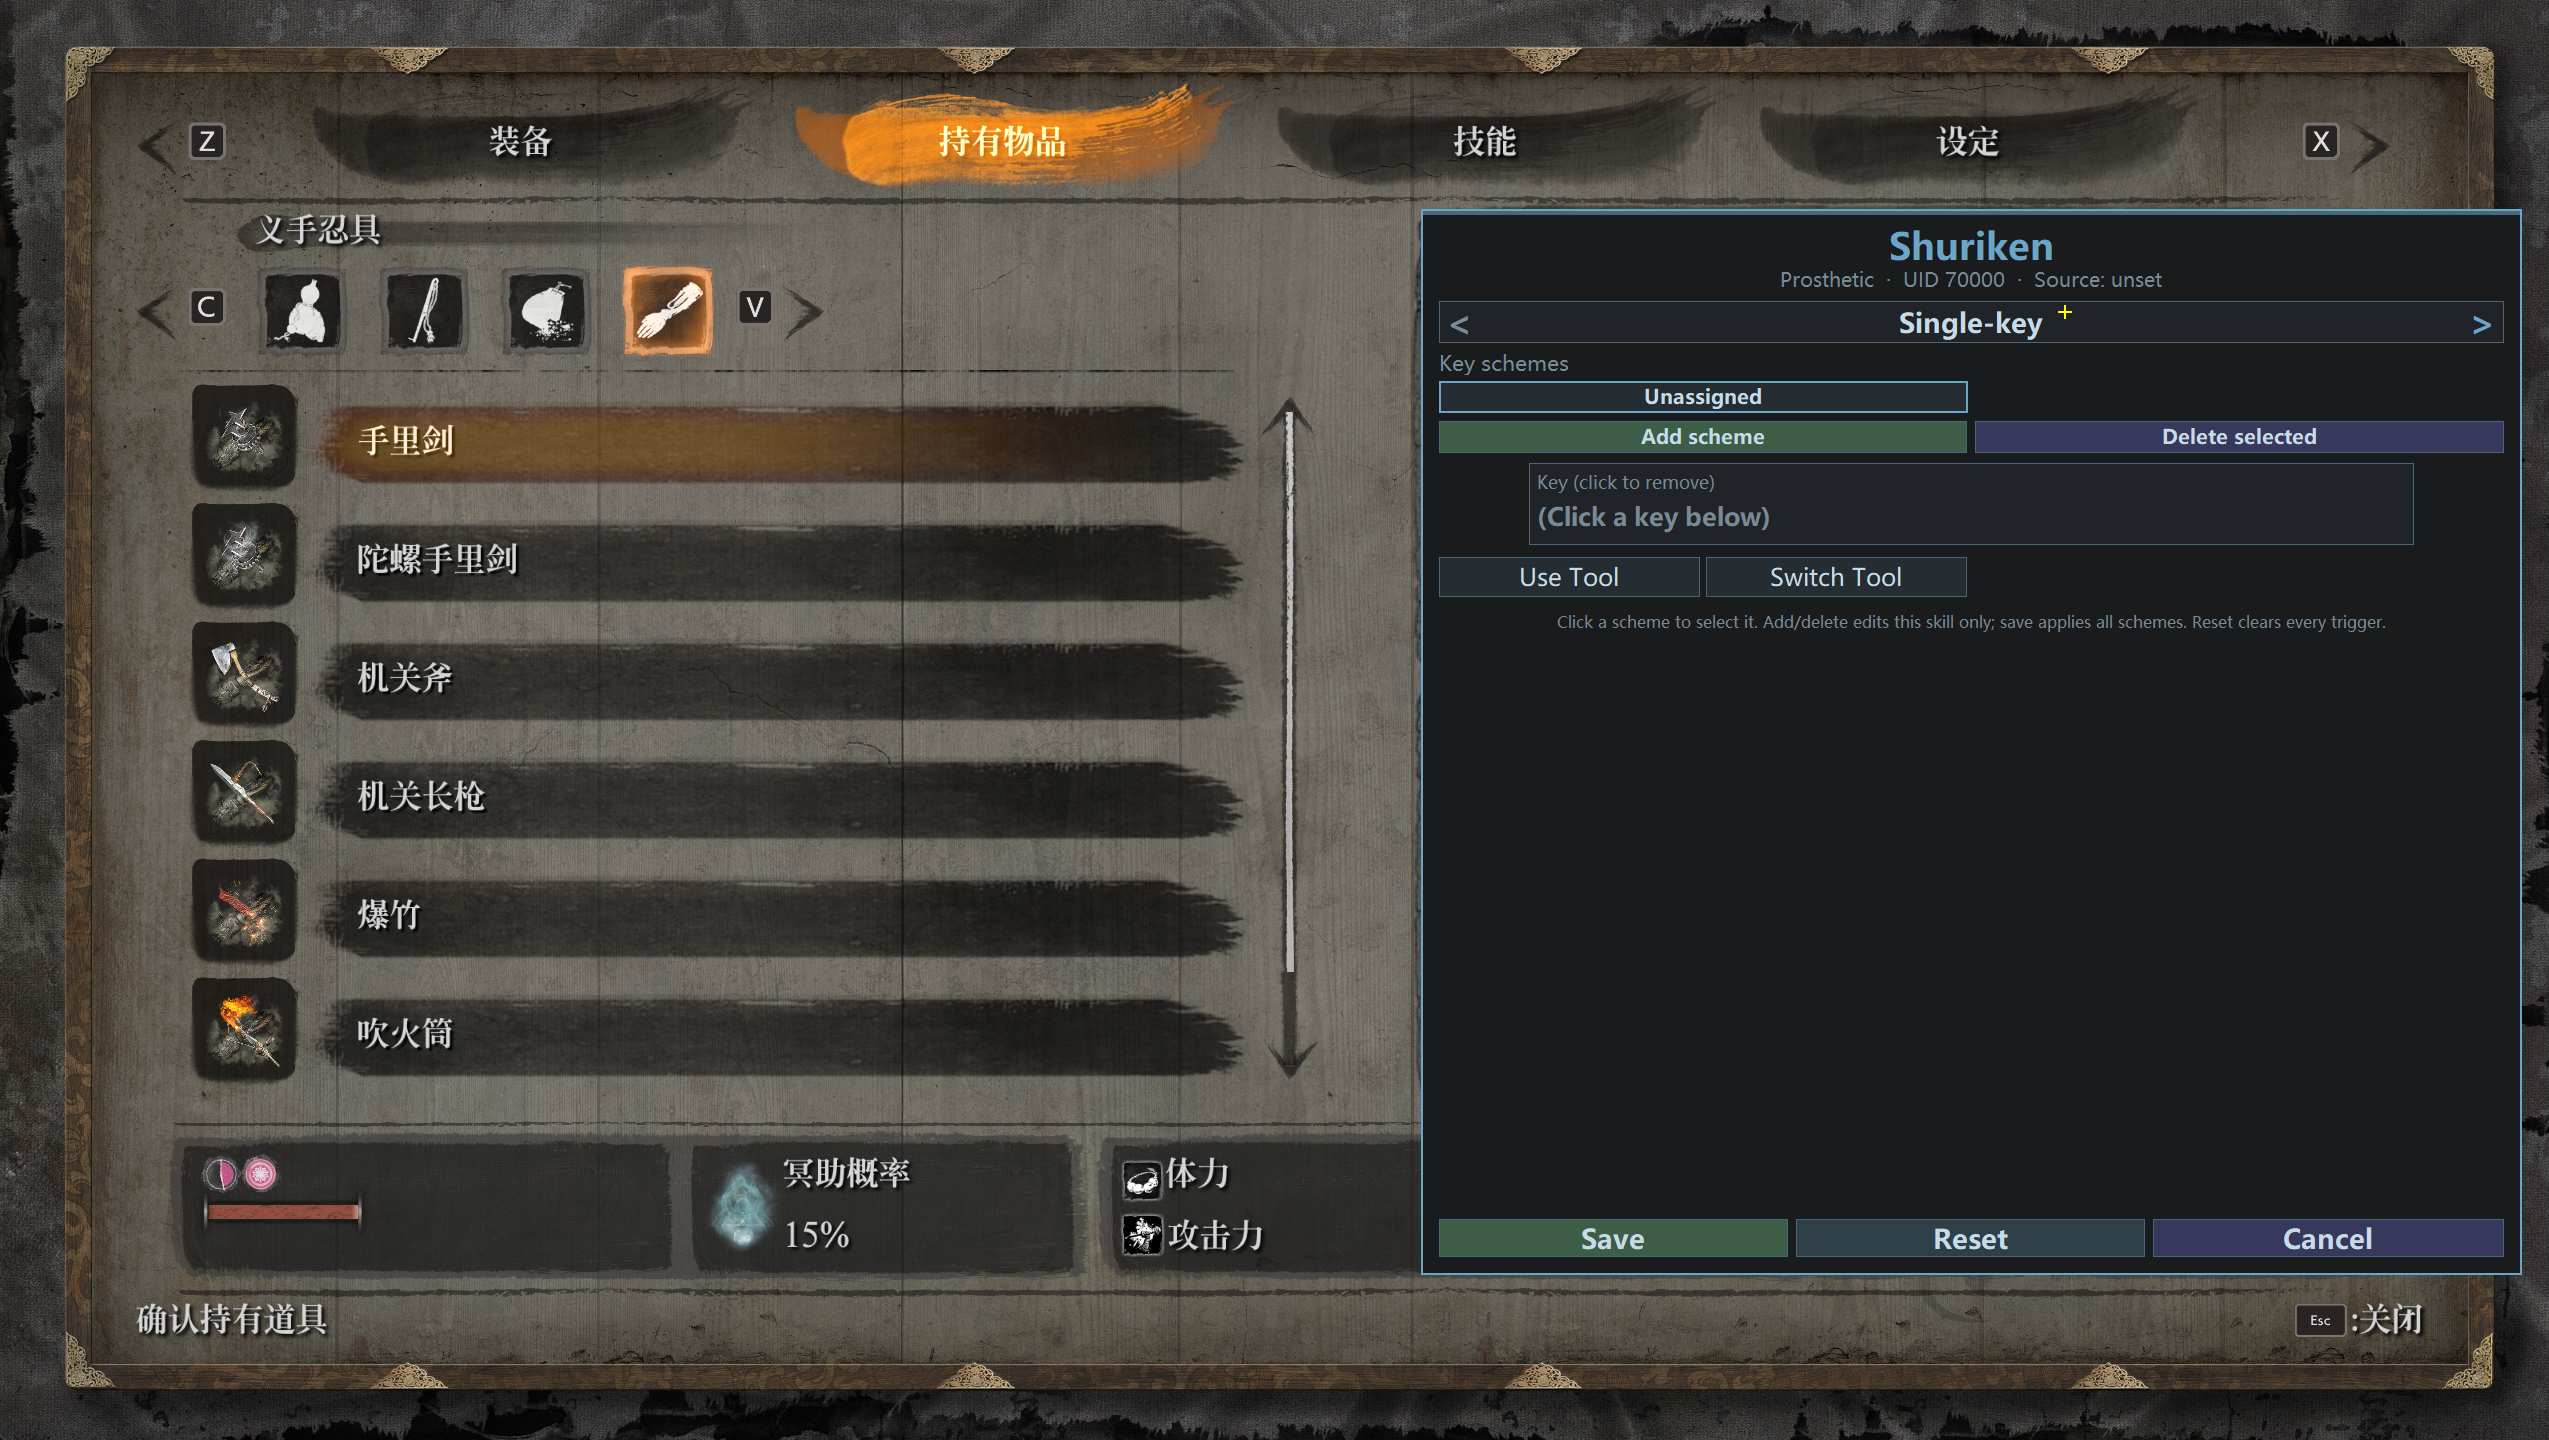 Z
装备
持有物品
技能
设定
X
义手忍具
C
V
手里剑
陀螺手里剑
机关斧
机关长枪
爆竹
吹火筒
冥助概率
15%
体力
攻击力
确认持有道具
Esc :关闭
Shuriken
Prosthetic · UID 70000 · Source: unset
< Single-key + >
Key schemes
Unassigned
Add scheme
Delete selected
Key (click to remove)
(Click a key below)
Use Tool
Switch Tool
Click a scheme to select it. Add/delete edits this skill only; save applies all schemes. Reset clears every trigger.
Save
Reset
Cancel